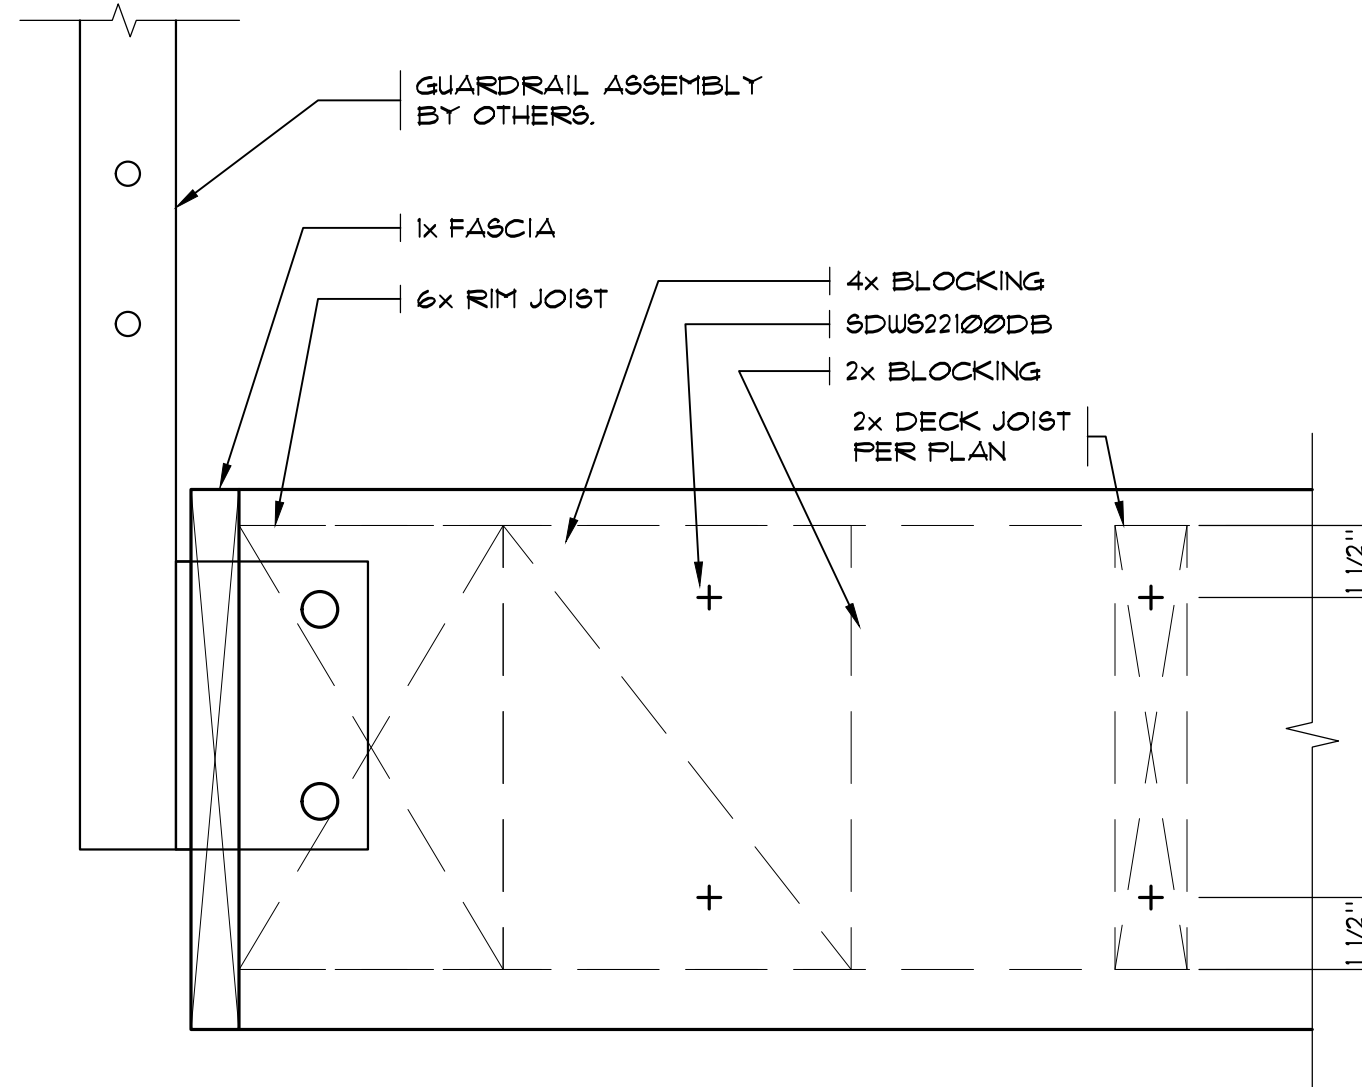 GUARDRAIL ASSEMBLY
BY OTHERS.
1x FASCIA
6x RIM JOIST
4x BLOCKING
SDWS22100DB
2x BLOCKING
2x DECK JOIST
PER PLAN
1 1/2"
1 1/2"